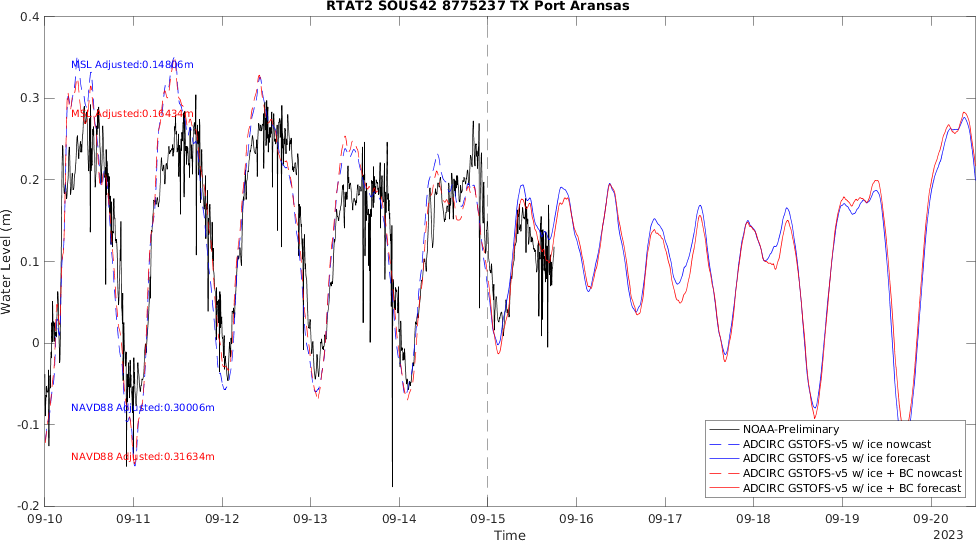 RTAT2 SOUS42 8775237 TX Port Aransas
0.4
MSL Adjusted:0.14806m
0.3
MSL Adjusted:0.16434m
0.2
Water Level (m)
0.1
0
NAVD88 Adjusted:0.30006m
-0.1
NAVD88 Adjusted:0.31634m
-0.2
NOAA-Preliminary
ADCIRC GSTOFS-v5 w/ ice nowcast
ADCIRC GSTOFS-v5 w/ ice forecast
ADCIRC GSTOFS-v5 w/ ice + BC nowcast
ADCIRC GSTOFS-v5 w/ ice + BC forecast
09-10 09-11 09-12 09-13 09-14 09-15 09-16 09-17 09-18 09-19 09-20
Time
2023